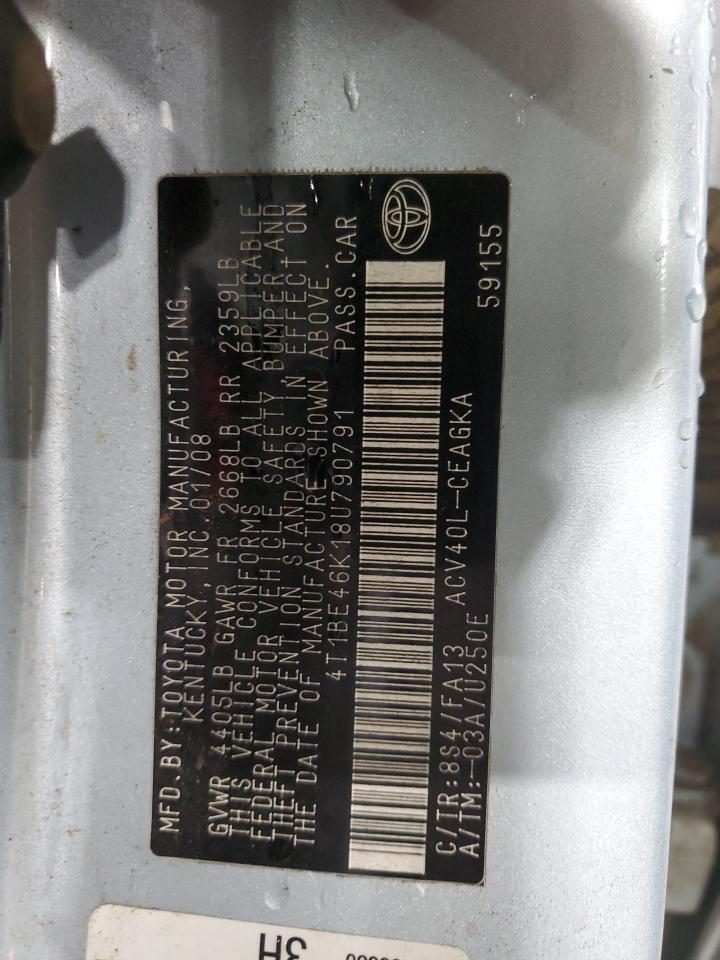 MFD. BY: TOYOTA MOTOR MANUFACTURING,
KENTUCKY, INC. 01/08
GVWR 4405LB GAWR FR 2668LB RR 2359LB
THIS VEHICLE CONFORMS TO ALL APPLICABLE
FEDERAL MOTOR VEHICLE SAFETY BUMPER AND
THEFT PREVENTION STANDARDS IN EFFECT ON
THE DATE OF MANUFACTURE SHOWN ABOVE.
4T1BE46K18U790791 PASS.CAR
C/TR:8S4/FA13 ACV40L-CEAGKA
A/TM:-03A/U250E 59155
3H